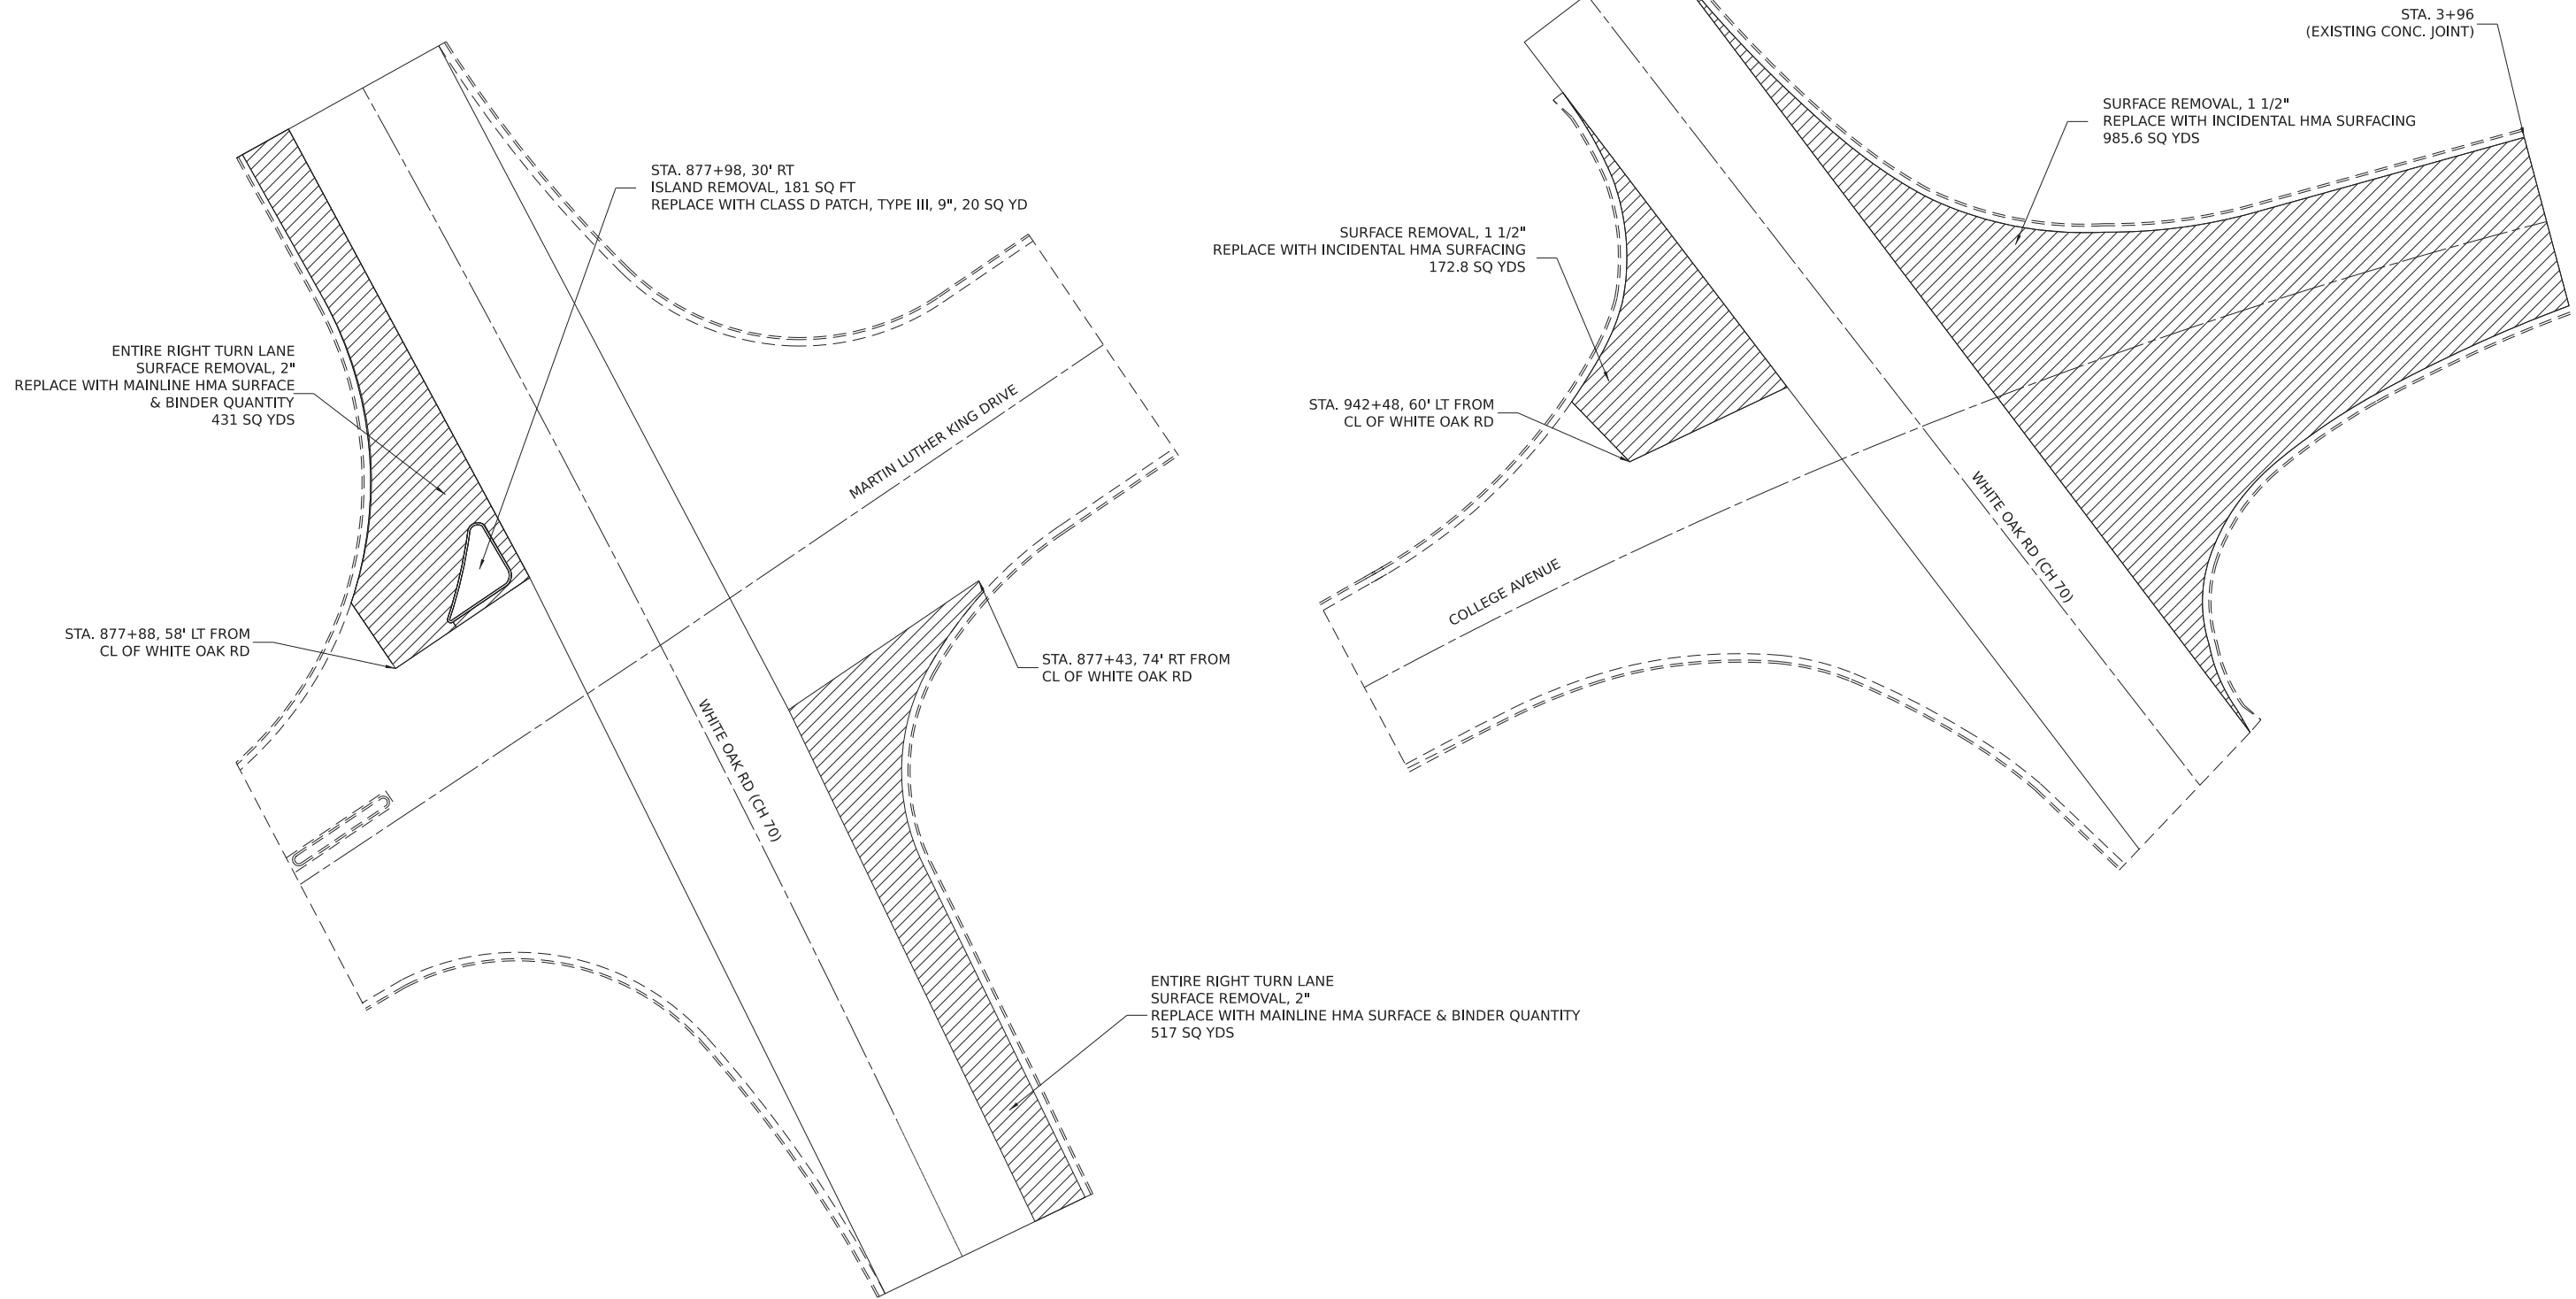 STA. 877+98, 30' RT
ISLAND REMOVAL, 181 SQ FT
REPLACE WITH CLASS D PATCH, TYPE III, 9", 20 SQ YD
ENTIRE RIGHT TURN LANE
SURFACE REMOVAL, 2"
REPLACE WITH MAINLINE HMA SURFACE
& BINDER QUANTITY
431 SQ YDS
MARTIN LUTHER KING DRIVE
STA. 877+88, 58' LT FROM
CL OF WHITE OAK RD
STA. 877+43, 74' RT FROM
CL OF WHITE OAK RD
WHITE OAK RD (CH 70)
ENTIRE RIGHT TURN LANE
SURFACE REMOVAL, 2"
REPLACE WITH MAINLINE HMA SURFACE & BINDER QUANTITY
517 SQ YDS
STA. 3+96
(EXISTING CONC. JOINT)
SURFACE REMOVAL, 1 1/2"
REPLACE WITH INCIDENTAL HMA SURFACING
985.6 SQ YDS
SURFACE REMOVAL, 1 1/2"
REPLACE WITH INCIDENTAL HMA SURFACING
172.8 SQ YDS
STA. 942+48, 60' LT FROM
CL OF WHITE OAK RD
WHITE OAK RD (CH 70)
COLLEGE AVENUE